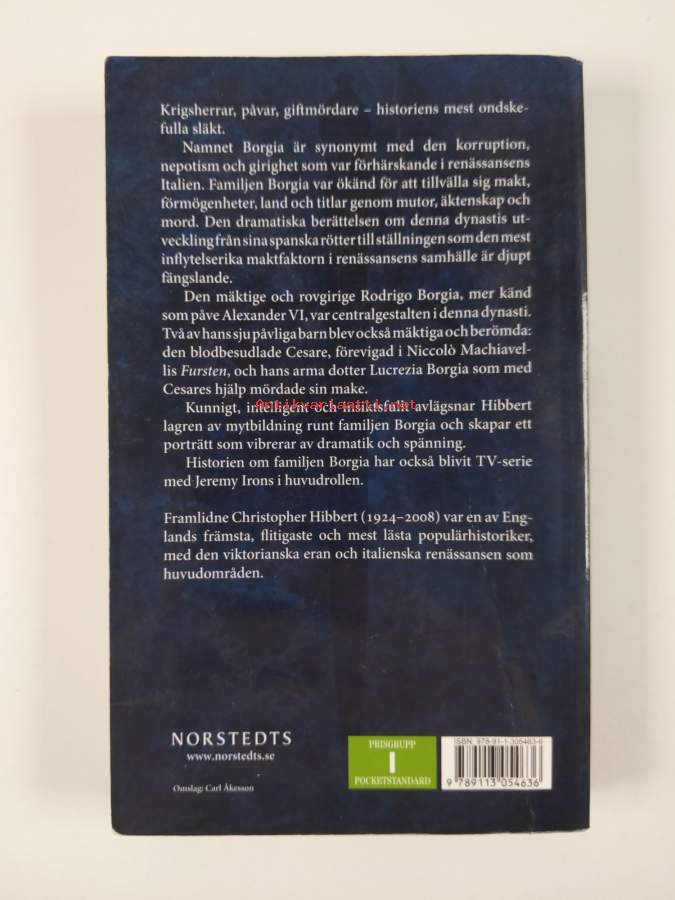 Krigsherrar, påvar, giftmördare – historiens mest ondske-
fulla släkt.
Namnet Borgia är synonymt med den korruption,
nepotism och girighet som var förhärskande i renässansens
Italien. Familjen Borgia var ökänd för att tillvälla sig makt,
förmögenheter, land och titlar genom mutor, äktenskap och
mord. Den dramatiska berättelsen om denna dynastis ut-
veckling från sina spanska rötter till ställningen som den mest
inflytelserika maktfaktorn i renässansens samhälle är djupt
fängslande.
Den mäktige och rovgirige Rodrigo Borgia, mer känd
som påve Alexander VI, var centralgestalten i denna dynasti.
Två av hans sju påvliga barn blev också mäktiga och berömda:
den blodbesudlade Cesare, förevigad i Niccolò Machiavel-
lis Fursten, och hans arma dotter Lucrezia Borgia som med
Cesares hjälp mördade sin make.
Kunnigt, intelligent och insiktsfullt avlägsnar Hibbert
Antikvariaatti.net
lagren av mytbildning runt familjen Borgia och skapar ett
porträtt som vibrerar av dramatik och spänning.
Historien om familjen Borgia har också blivit TV-serie
med Jeremy Irons i huvudrollen.
Framlidne Christopher Hibbert (1924–2008) var en av Eng-
lands främsta, flitigaste och mest lästa populärhistoriker,
med den viktorianska eran och italienska renässansen som
huvudområden.
NORSTEDTS
www.norstedts.se
Omslag: Carl Åkesson
PRISGRUPP
I
POCKETSTANDARD
ISBN: 978-91-1-305463-6
9 789113 054636